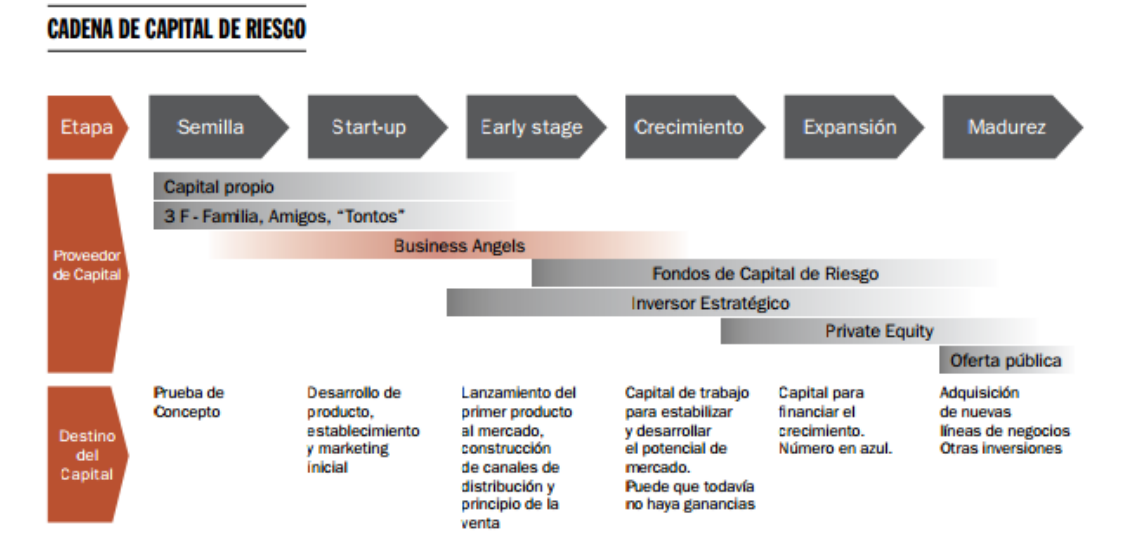 CADENA DE CAPITAL DE RIESGO
Etapa
Semilla
Start-up
Early stage
Crecimiento
Expansión
Madurez
Proveedor
de Capital
Capital propio
3 F - Familia, Amigos, "Tontos"
Business Angels
Fondos de Capital de Riesgo
Inversor Estratégico
Private Equity
Oferta pública
Destino
del
Capital
Prueba de
Concepto
Desarrollo de
producto,
establecimiento
y marketing
inicial
Lanzamiento del
primer producto
al mercado,
construcción
de canales de
distribución y
principio de la
venta
Capital de trabajo
para estabilizar
y desarrollar
el potencial de
mercado.
Puede que todavía
no haya ganancias
Capital para
financiar el
crecimiento.
Número en azul.
Adquisición
de nuevas
líneas de negocios
Otras inversiones